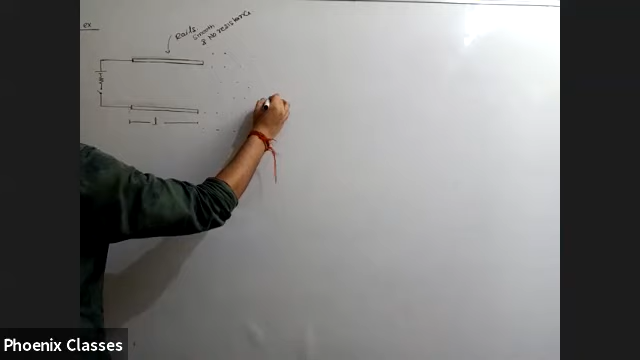 ex
Rails
smooth
& No resistance
l
Phoenix Classes